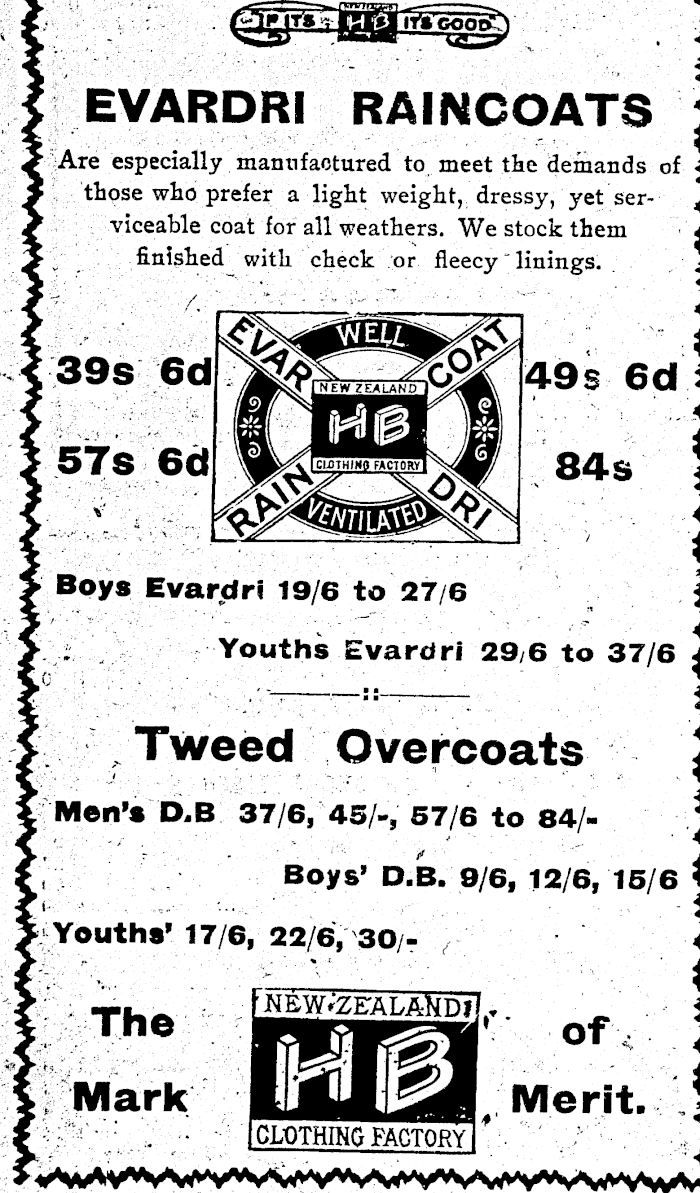 IF ITS HB ITS GOOD
EVARDRI RAINCOATS
Are especially manufactured to meet the demands of
those who prefer a light weight, dressy, yet ser-
viceable coat for all weathers. We stock them
finished with check or fleecy linings.
39s 6d
49s 6d
57s 6d
84s
WELL
EVAR
COAT
NEW ZEALAND
HB
CLOTHING FACTORY
RAIN
DRI
VENTILATED
Boys Evardri 19/6 to 27/6
Youths Evardri 29/6 to 37/6
Tweed Overcoats
Men's D.B 37/6, 45/-, 57/6 to 84/-
Boys' D.B. 9/6, 12/6, 15/6
Youths' 17/6, 22/6, 30/-
The
Mark
NEW ZEALAND
HB
CLOTHING FACTORY
of
Merit.